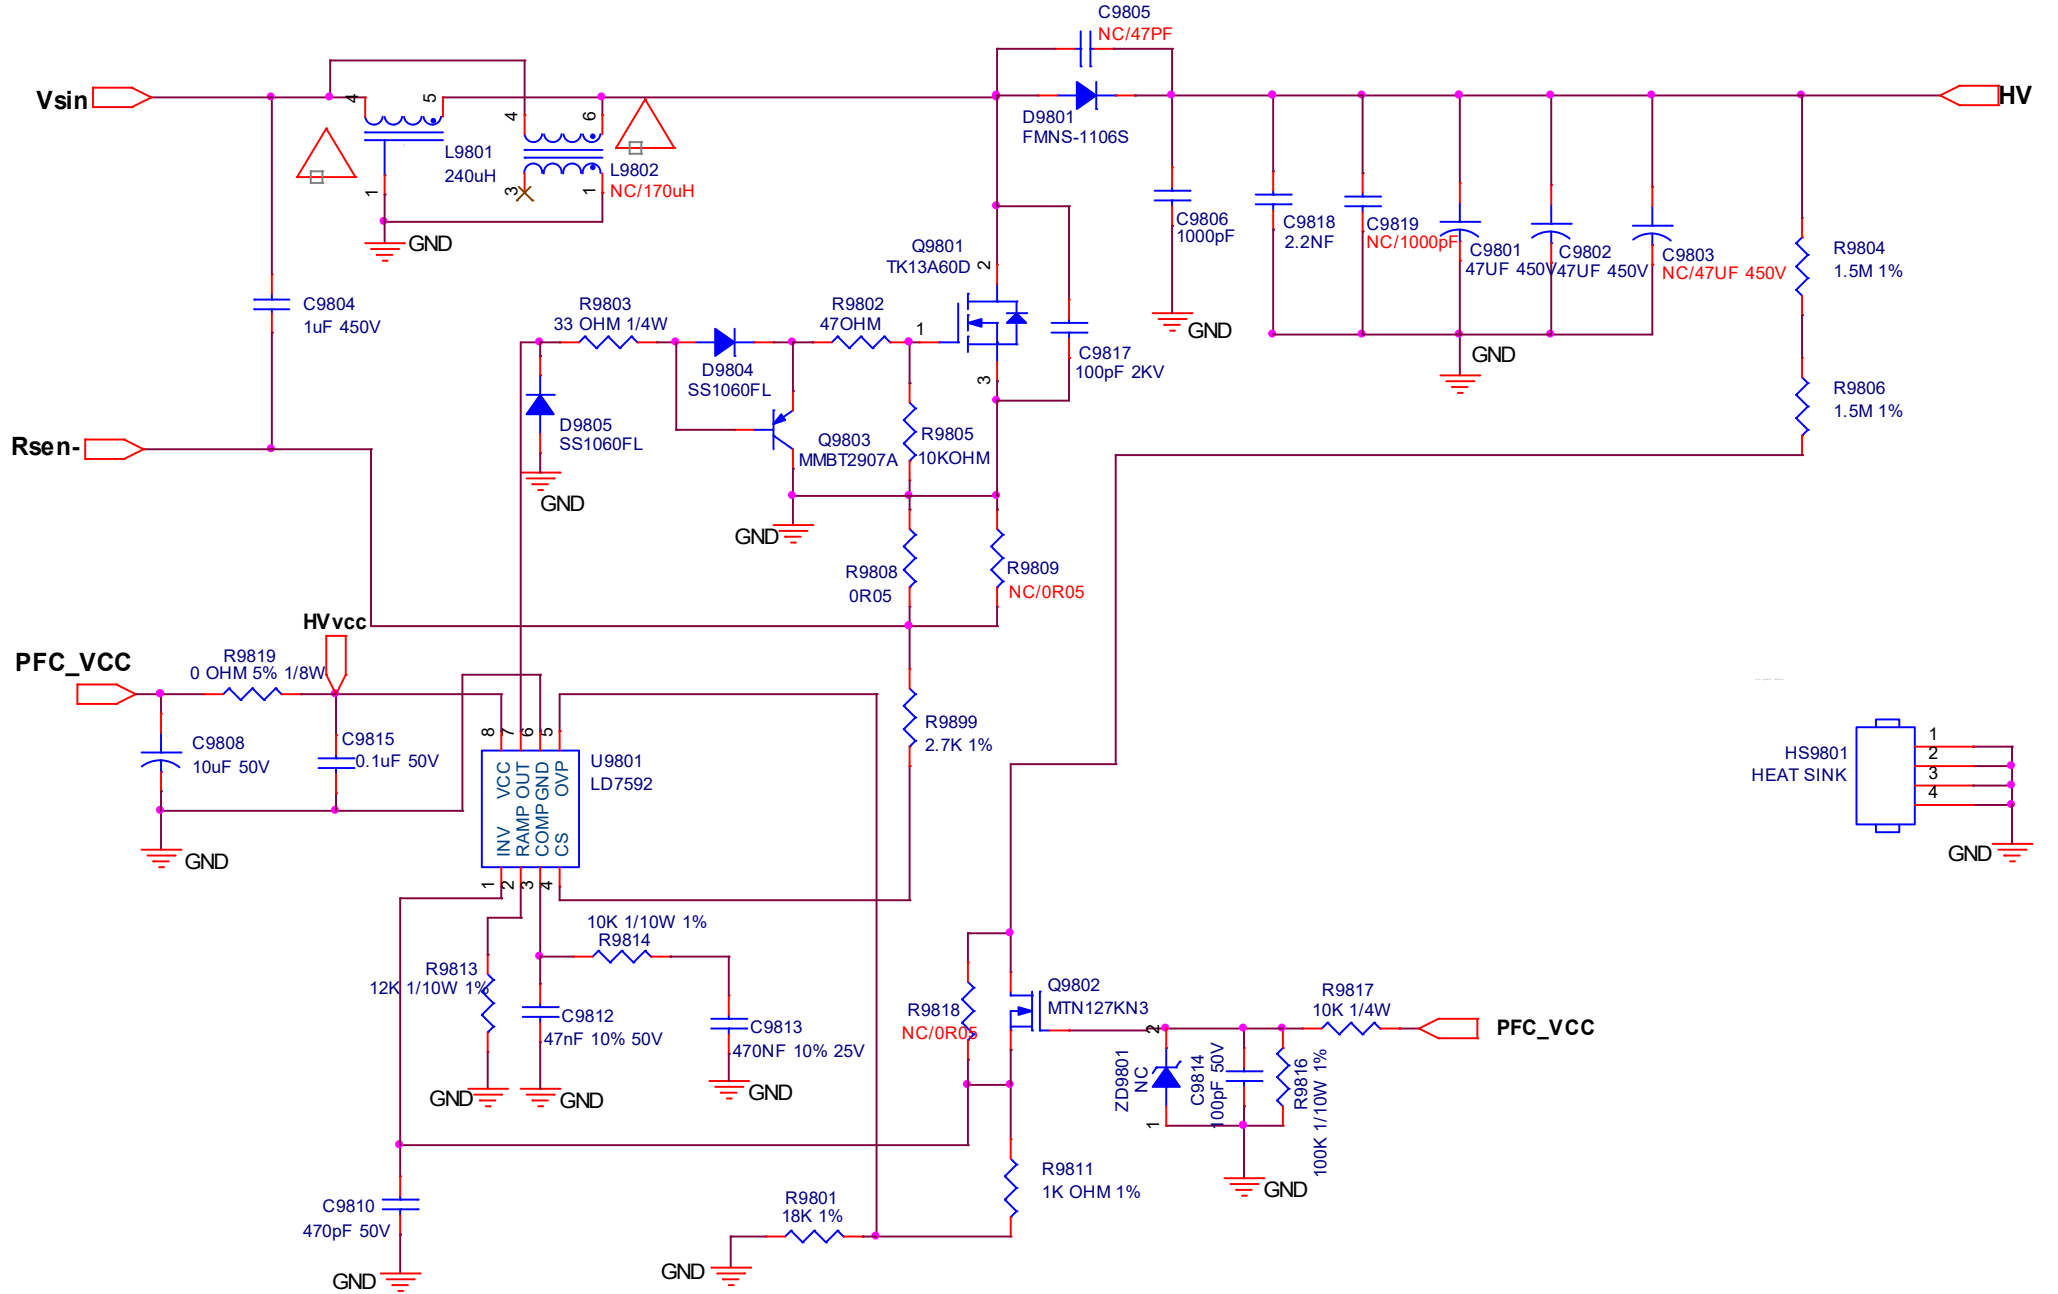 C9805
NC/47PF
Vsin
4
5
4
6
D9801
FMNS-1106S
HV
L9801
240uH
L9802
NC/170uH
1
3
1
GND
C9804
1uF 450V
Q9801
TK13A60D
2
1
3
C9817
100pF 2KV
C9806
1000pF
GND
C9818
2.2NF
C9819
NC/1000pF
C9801
47UF 450V
C9802
47UF 450V
C9803
NC/47UF 450V
GND
R9804
1.5M 1%
R9806
1.5M 1%
R9803
33 OHM 1/4W
R9802
47OHM
D9804
SS1060FL
D9805
SS1060FL
GND
Q9803
MMBT2907A
R9805
10KOHM
GND
Rsen-
R9808
0R05
R9809
NC/0R05
HVvcc
PFC_VCC
R9819
0 OHM 5% 1/8W
C9808
10uF 50V
C9815
0.1uF 50V
GND
8
7
6
5
U9801
LD7592
VCC
OUT
GND
OVP
INV
RAMP
COMP
CS
1
2
3
4
R9899
2.7K 1%
HS9801
HEAT SINK
1
2
3
4
GND
R9813
12K 1/10W 1%
GND
10K 1/10W 1%
R9814
C9812
47nF 10% 50V
GND
C9813
470NF 10% 25V
GND
R9818
NC/0R05
Q9802
MTN127KN3
R9817
10K 1/4W
PFC_VCC
2
ZD9801
NC
1
C9814
100pF 50V
R9816
100K 1/10W 1%
GND
R9811
1K OHM 1%
R9801
18K 1%
GND
C9810
470pF 50V
GND